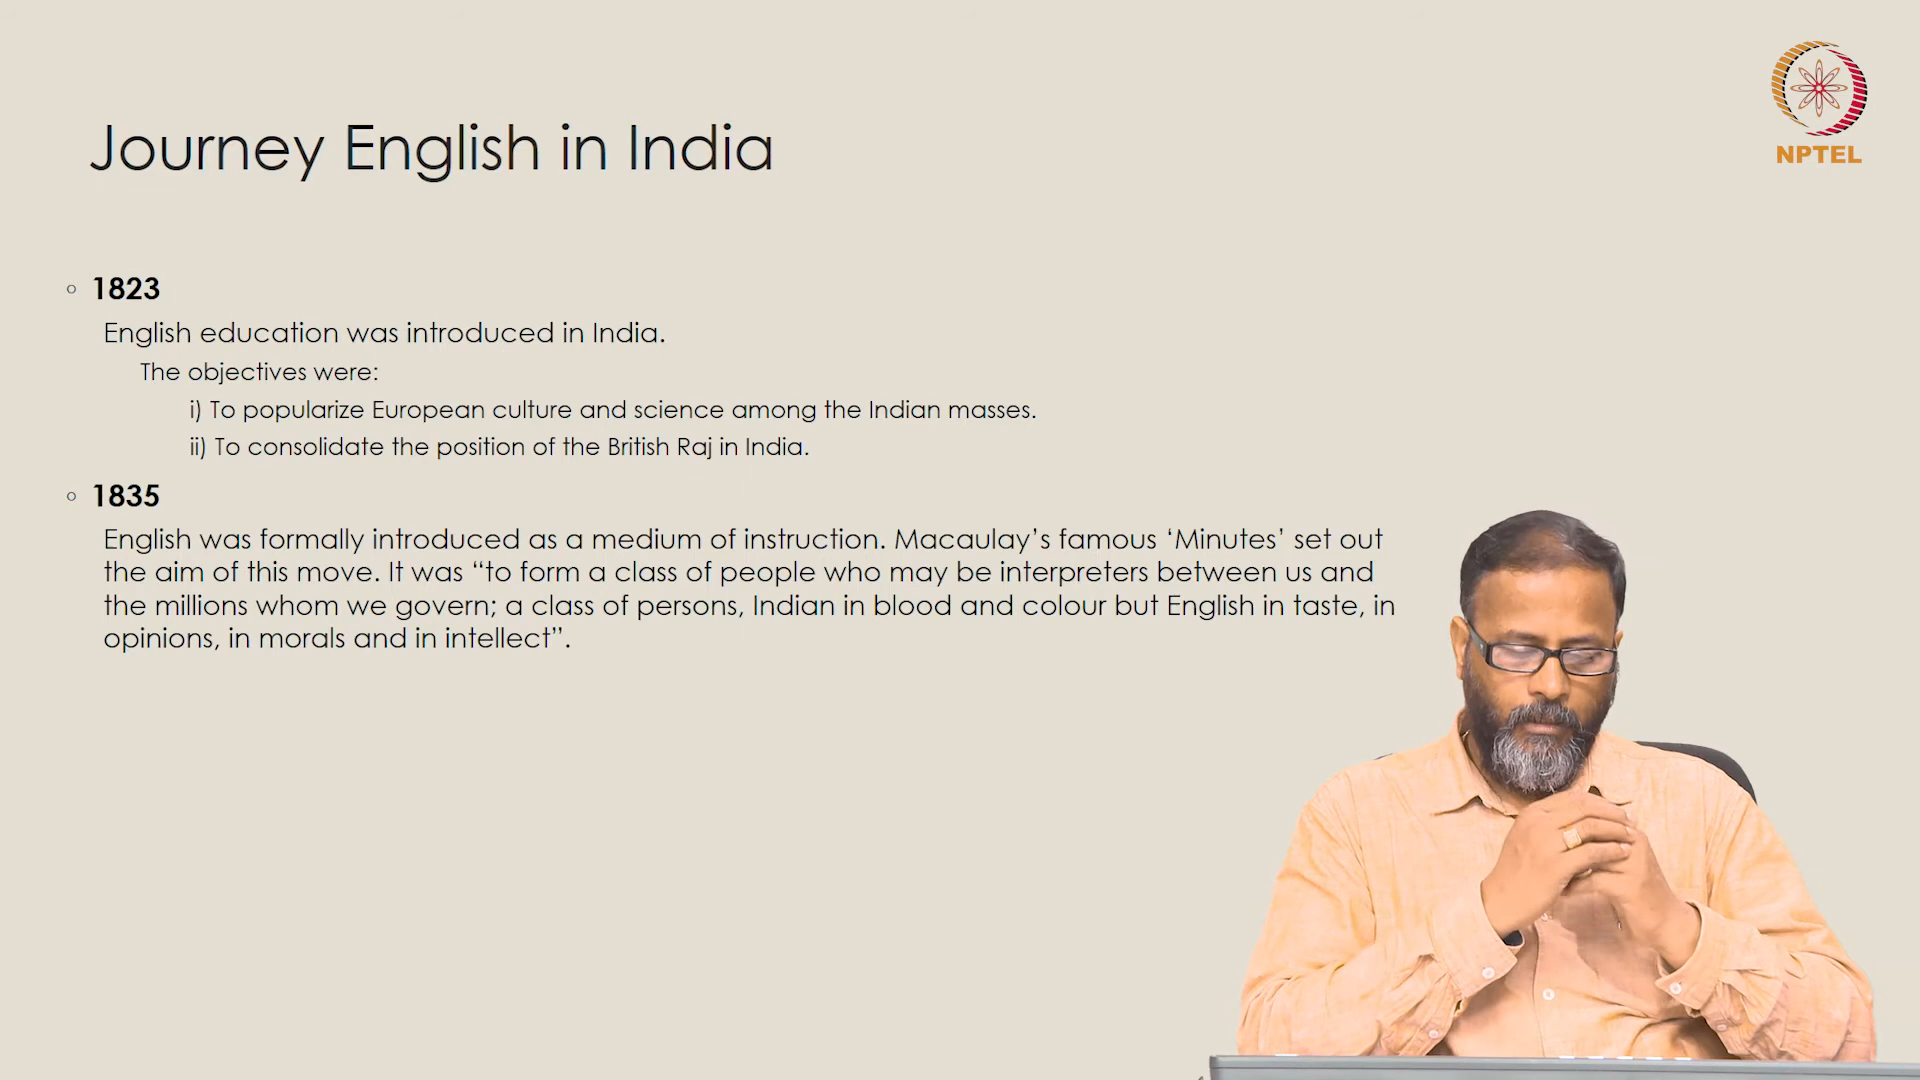 Journey English in India
NPTEL
◦ 1823
English education was introduced in India.
The objectives were:
i) To popularize European culture and science among the Indian masses.
ii) To consolidate the position of the British Raj in India.
◦ 1835
English was formally introduced as a medium of instruction. Macaulay’s famous ‘Minutes’ set out
the aim of this move. It was “to form a class of people who may be interpreters between us and
the millions whom we govern; a class of persons, Indian in blood and colour but English in taste, in
opinions, in morals and in intellect”.